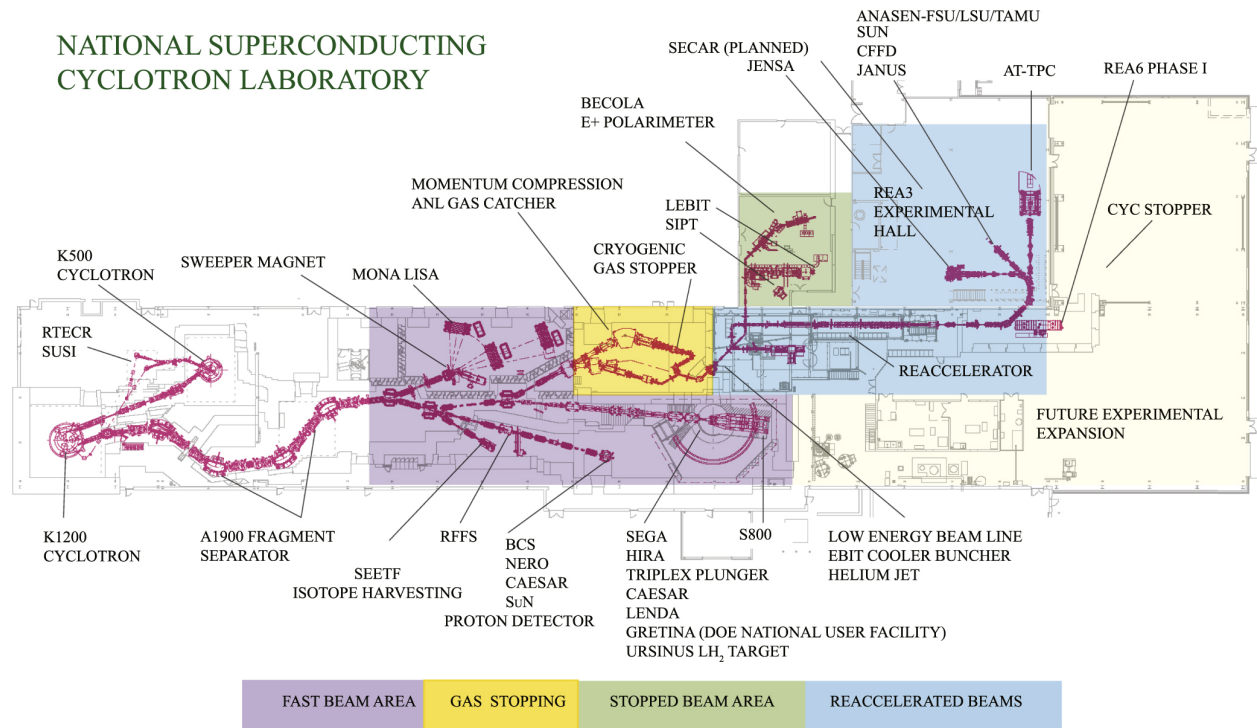 NATIONAL SUPERCONDUCTING
CYCLOTRON LABORATORY
ANASEN-FSU/LSU/TAMU
SUN
CFFD
JANUS
SECAR (PLANNED)
JENSA
AT-TPC
REA6 PHASE I
BECOLA
E+ POLARIMETER
MOMENTUM COMPRESSION
ANL GAS CATCHER
LEBIT
SIPT
REA3
EXPERIMENTAL
HALL
CYC STOPPER
CRYOGENIC
GAS STOPPER
K500
CYCLOTRON
SWEEPER MAGNET
MONA LISA
RTECR
SUSI
REACCELERATOR
FUTURE EXPERIMENTAL
EXPANSION
K1200
CYCLOTRON
A1900 FRAGMENT
SEPARATOR
RFFS
SEETF
ISOTOPE HARVESTING
BCS
NERO
CAESAR
SuN
PROTON DETECTOR
SEGA
HIRA
TRIPLEX PLUNGER
CAESAR
LENDA
GRETINA (DOE NATIONAL USER FACILITY)
URSINUS LH2 TARGET
S800
LOW ENERGY BEAM LINE
EBIT COOLER BUNCHER
HELIUM JET
FAST BEAM AREA
GAS STOPPING
STOPPED BEAM AREA
REACCELERATED BEAMS